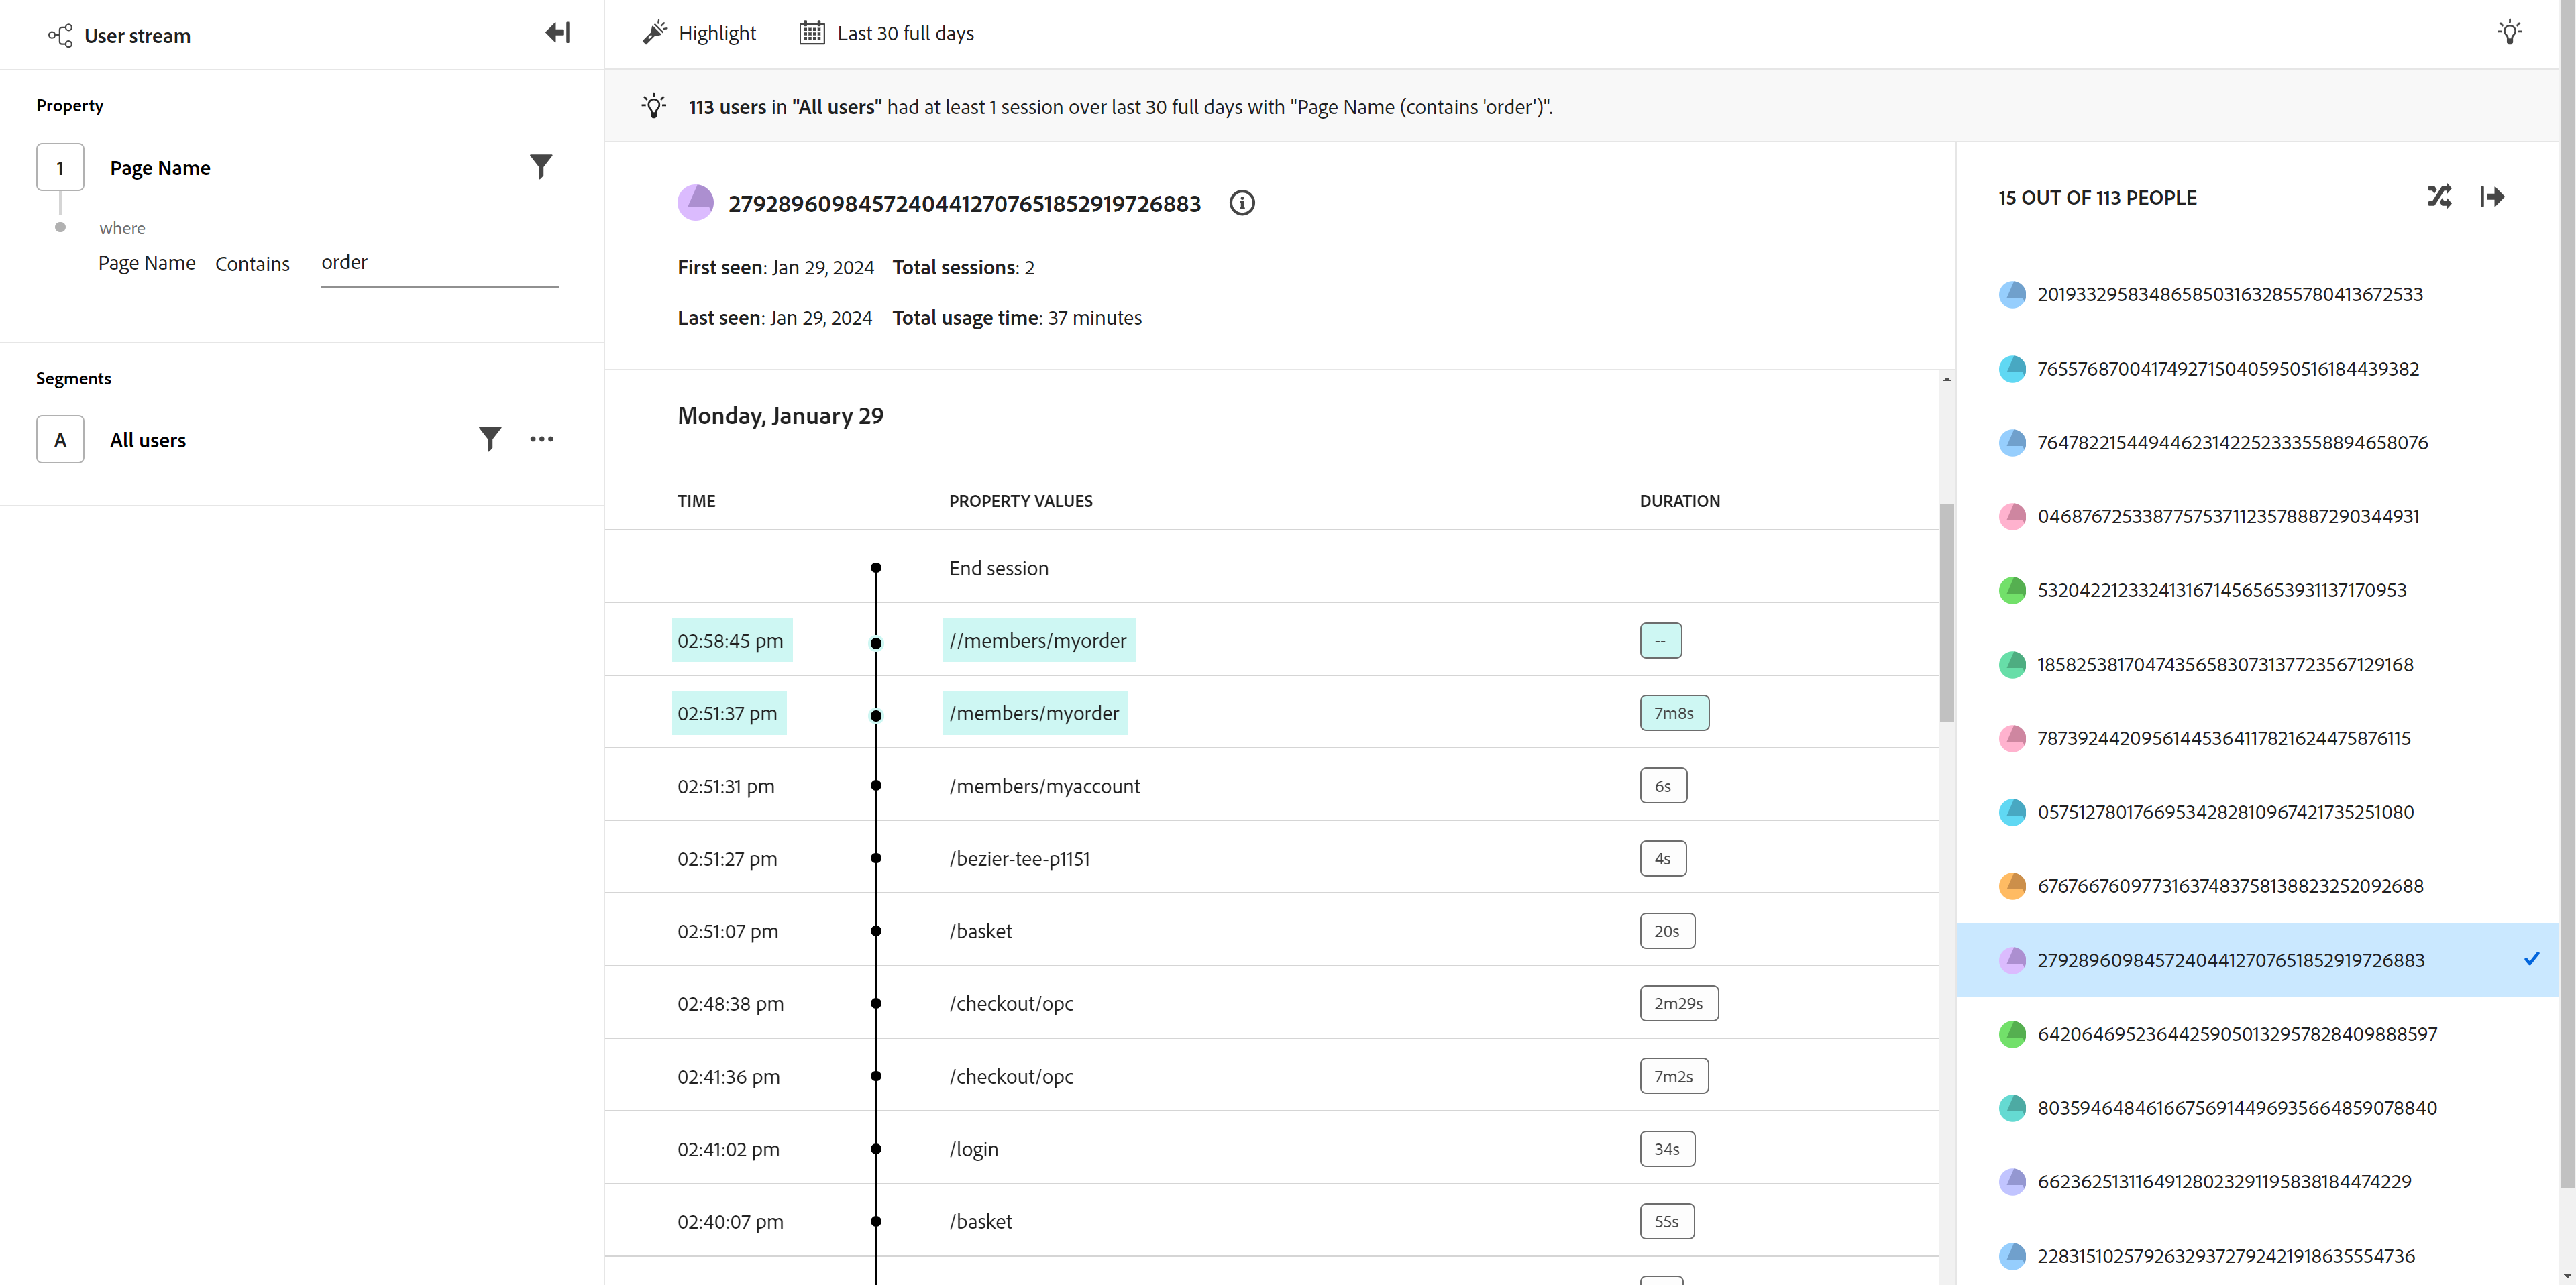 User stream
Highlight
Last 30 full days
Property
1
Page Name
where
Page Name Contains order
Segments
A
All users
113 users in "All users" had at least 1 session over last 30 full days with "Page Name (contains 'order')".
27928960984572404412707651852919726883
First seen: Jan 29, 2024 Total sessions: 2
Last seen: Jan 29, 2024 Total usage time: 37 minutes
Monday, January 29
TIME PROPERTY VALUES DURATION
End session
02:58:45 pm //members/myorder --
02:51:37 pm /members/myorder 7m8s
02:51:31 pm /members/myaccount 6s
02:51:27 pm /bezier-tee-p1151 4s
02:51:07 pm /basket 20s
02:48:38 pm /checkout/opc 2m29s
02:41:36 pm /checkout/opc 7m2s
02:41:02 pm /login 34s
02:40:07 pm /basket 55s
15 OUT OF 113 PEOPLE
20193329583486585031632855780413672533
76557687004174927150405950516184439382
76478221544944623142252333558894658076
04687672533877575371123578887290344931
53204221233241316714565653931137170953
18582538170474356583073137723567129168
78739244209561445364117821624475876115
05751278017669534282810967421735251080
67676676097731637483758138823252092688
27928960984572404412707651852919726883
64206469523644259050132957828409888597
80359464846166756914496935664859078840
66236251311649128023291195838184474229
22831510257926329372792421918635554736